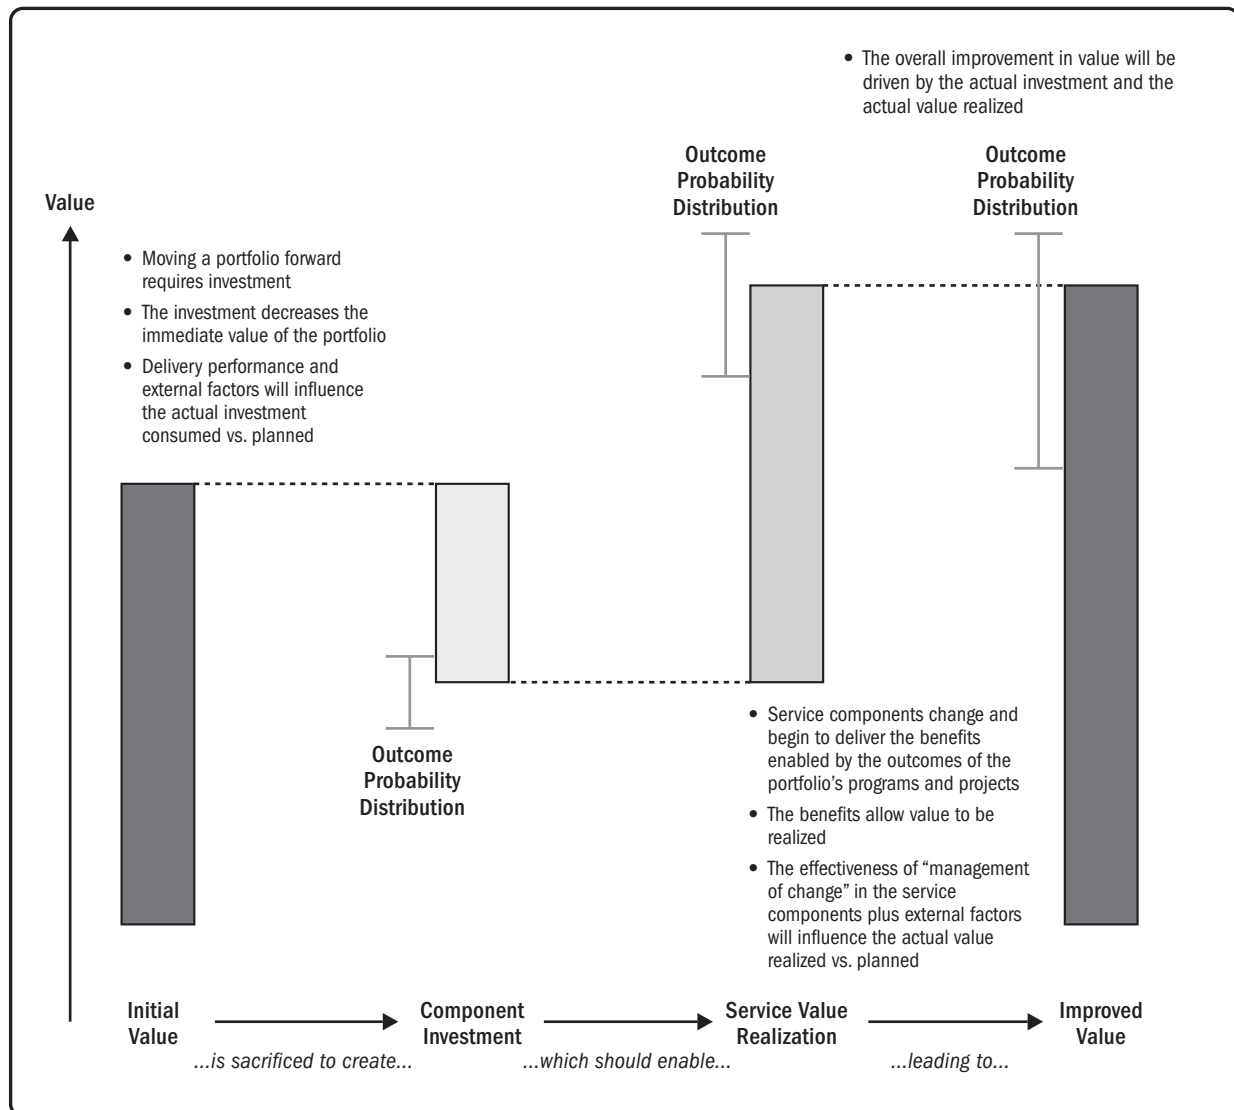 • The overall improvement in value will be
driven by the actual investment and the
actual value realized
Outcome
Probability
Distribution
Outcome
Probability
Distribution
Value
• Moving a portfolio forward
requires investment
• The investment decreases the
immediate value of the portfolio
• Delivery performance and
external factors will influence
the actual investment
consumed vs. planned
Outcome
Probability
Distribution
• Service components change and
begin to deliver the benefits
enabled by the outcomes of the
portfolio’s programs and projects
• The benefits allow value to be
realized
• The effectiveness of “management
of change” in the service
components plus external factors
will influence the actual value
realized vs. planned
Initial
Value
Component
Investment
Service Value
Realization
Improved
Value
...is sacrificed to create...
...which should enable...
...leading to...